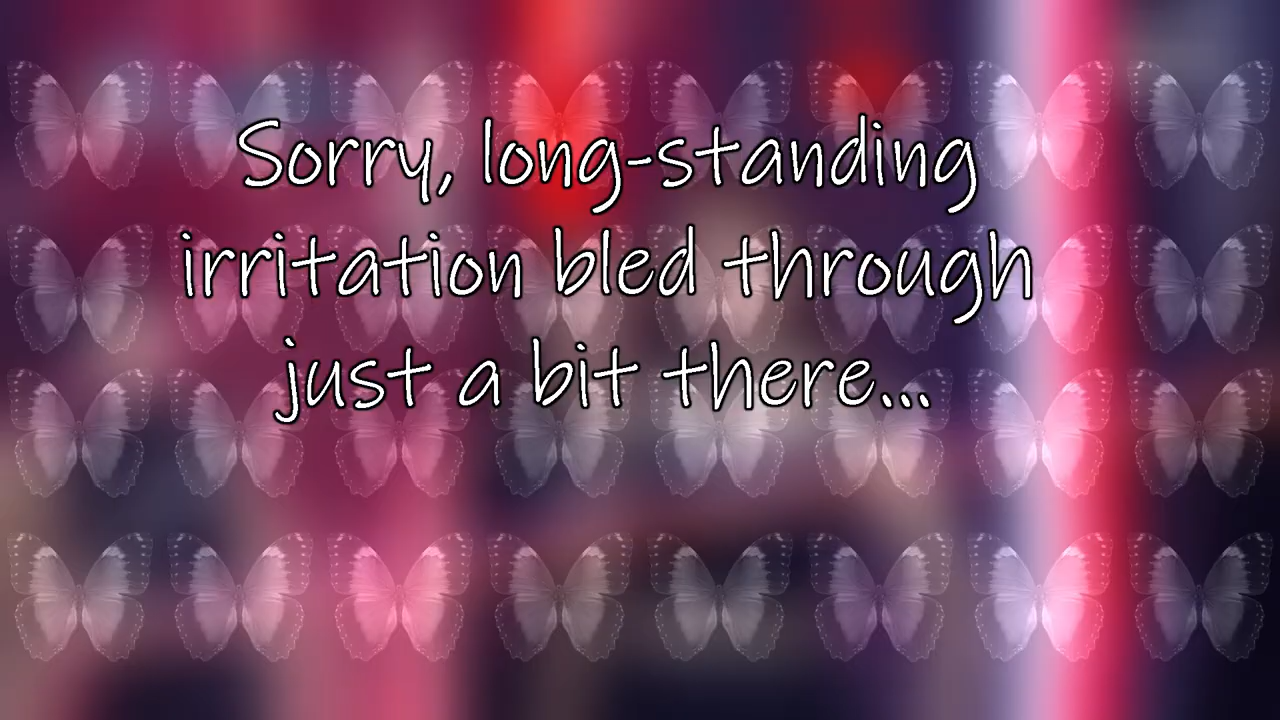 Sorry, long-standing
irritation bled through
just a bit there...